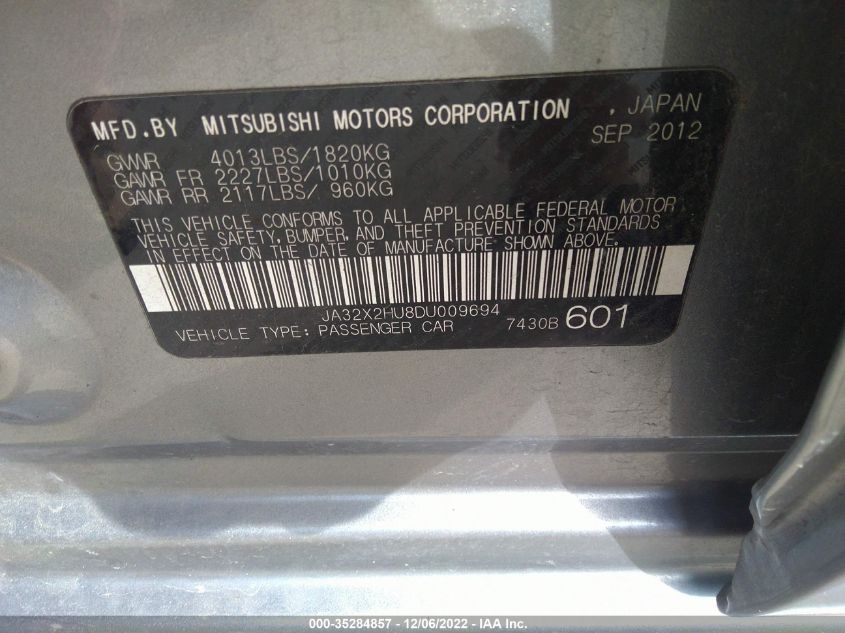 MFD.BY MITSUBISHI MOTORS CORPORATION , JAPAN
SEP 2012
GVWR 4013LBS/1820KG
GAWR FR 2227LBS/1010KG
GAWR RR 2117LBS/ 960KG
THIS VEHICLE CONFORMS TO ALL APPLICABLE FEDERAL MOTOR
VEHICLE SAFETY, BUMPER, AND THEFT PREVENTION STANDARDS
IN EFFECT ON THE DATE OF MANUFACTURE SHOWN ABOVE.
JA32X2HU8DU009694
VEHICLE TYPE: PASSENGER CAR 7430B 601
000-35284857 - 12/06/2022 - IAA Inc.